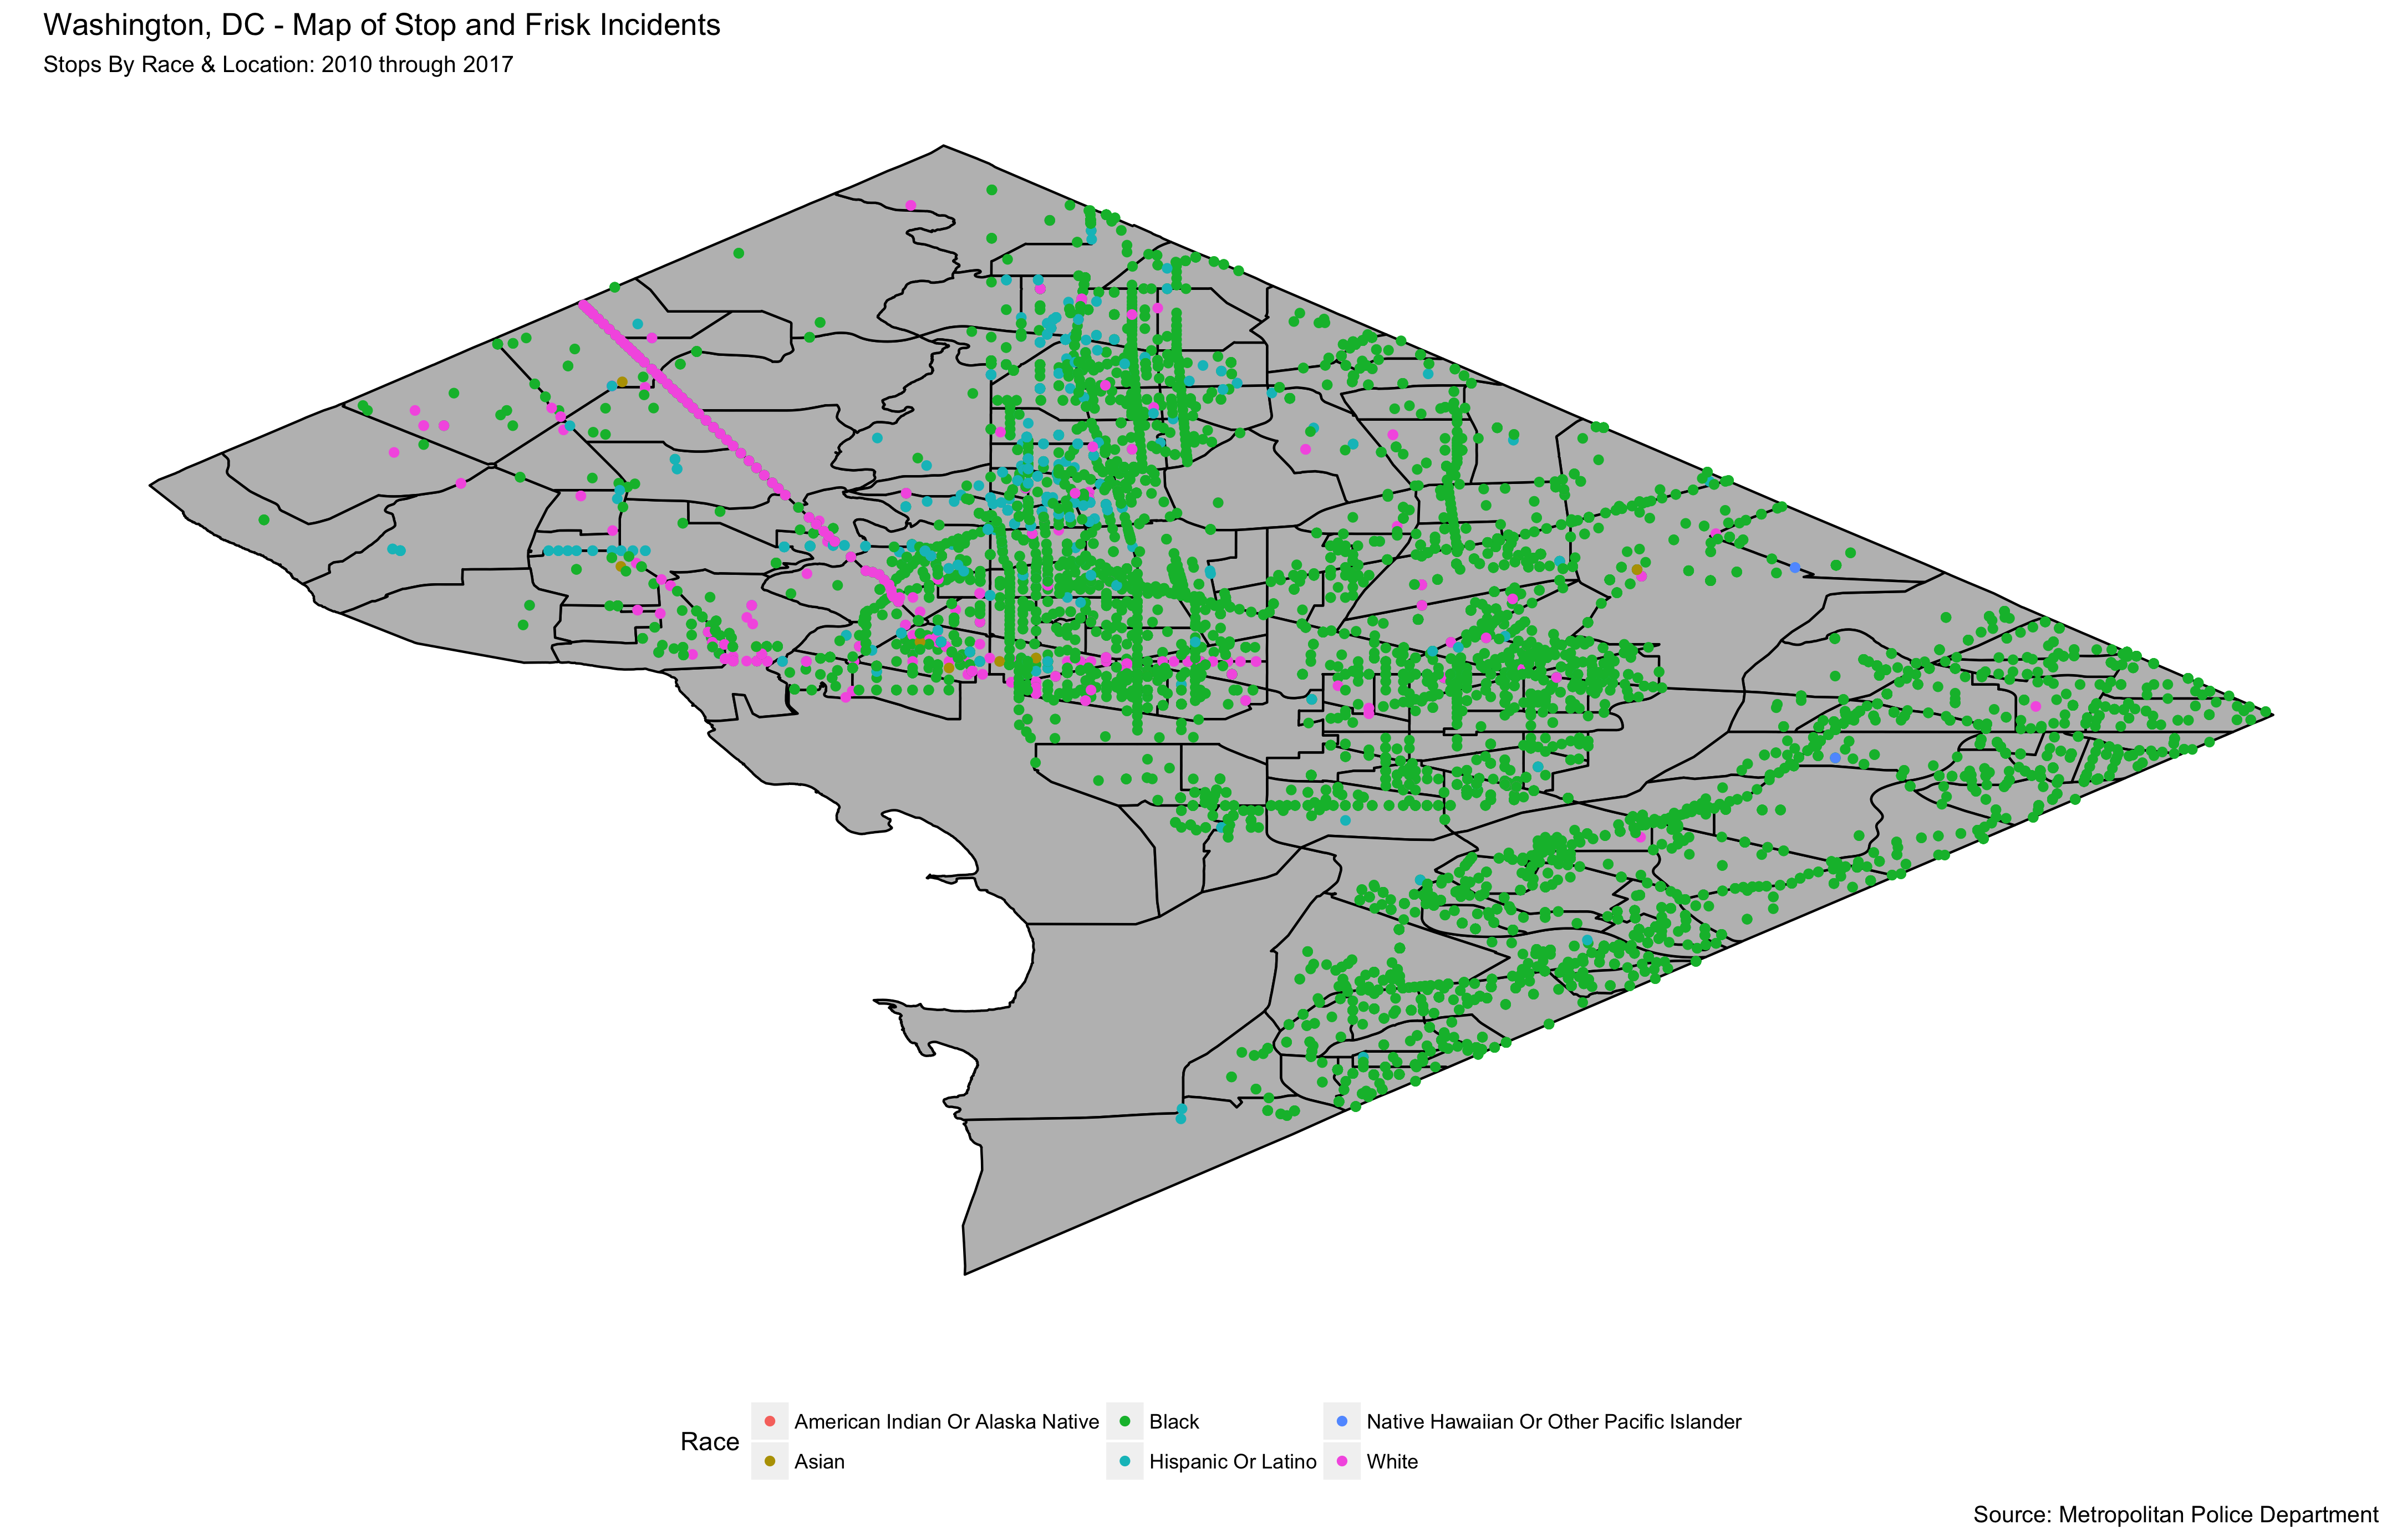 Washington, DC - Map of Stop and Frisk Incidents
Stops By Race & Location: 2010 through 2017
Race
American Indian Or Alaska Native
Black
Native Hawaiian Or Other Pacific Islander
Asian
Hispanic Or Latino
White
Source: Metropolitan Police Department